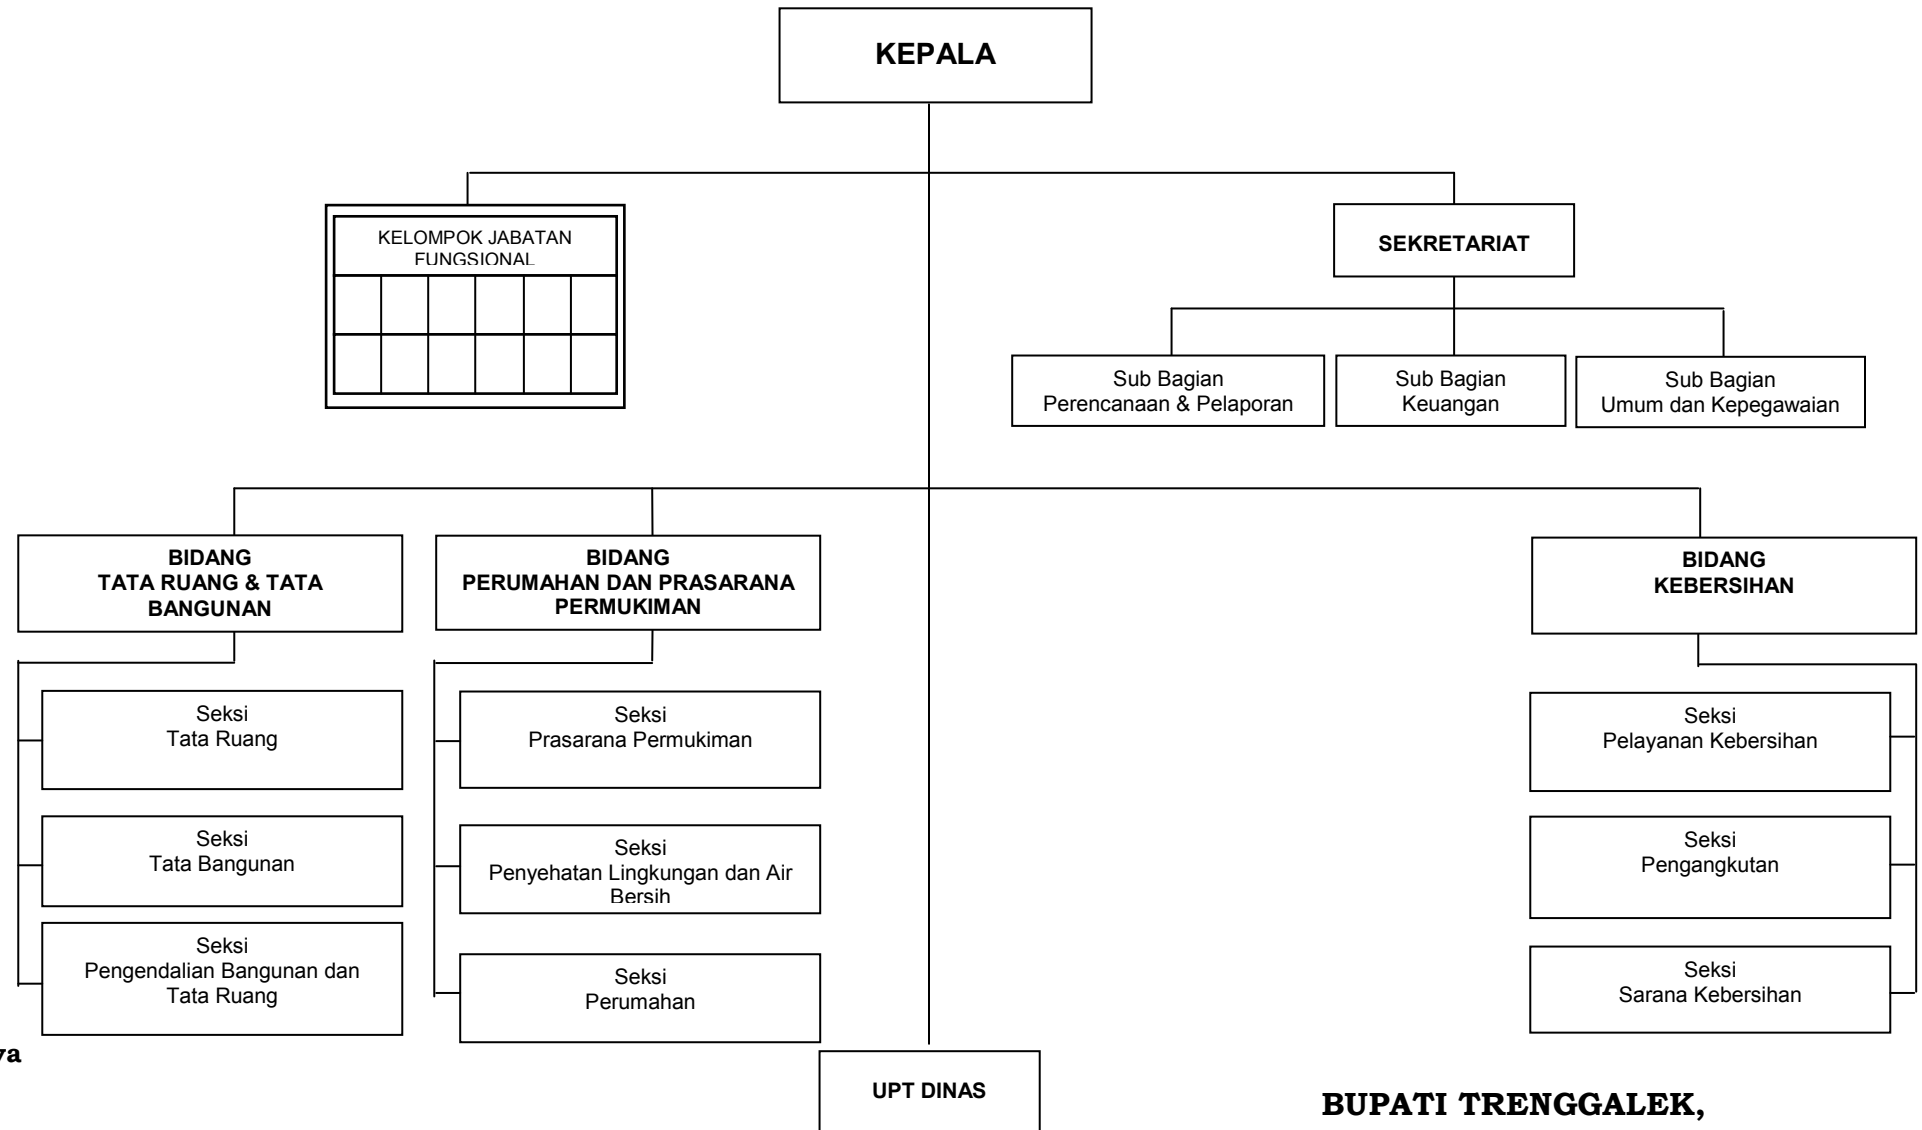 KEPALA
KELOMPOK JABATAN
FUNGSIONAL
SEKRETARIAT
Sub Bagian
Perencanaan & Pelaporan
Sub Bagian
Keuangan
Sub Bagian
Umum dan Kepegawaian
BIDANG
TATA RUANG & TATA
BANGUNAN
BIDANG
PERUMAHAN DAN PRASARANA
PERMUKIMAN
BIDANG
KEBERSIHAN
Seksi
Tata Ruang
Seksi
Tata Bangunan
Seksi
Pengendalian Bangunan dan
Tata Ruang
Seksi
Prasarana Permukiman
Seksi
Penyehatan Lingkungan dan Air
Bersih
Seksi
Perumahan
Seksi
Pelayanan Kebersihan
Seksi
Pengangkutan
Seksi
Sarana Kebersihan
UPT DINAS
BUPATI TRENGGALEK,